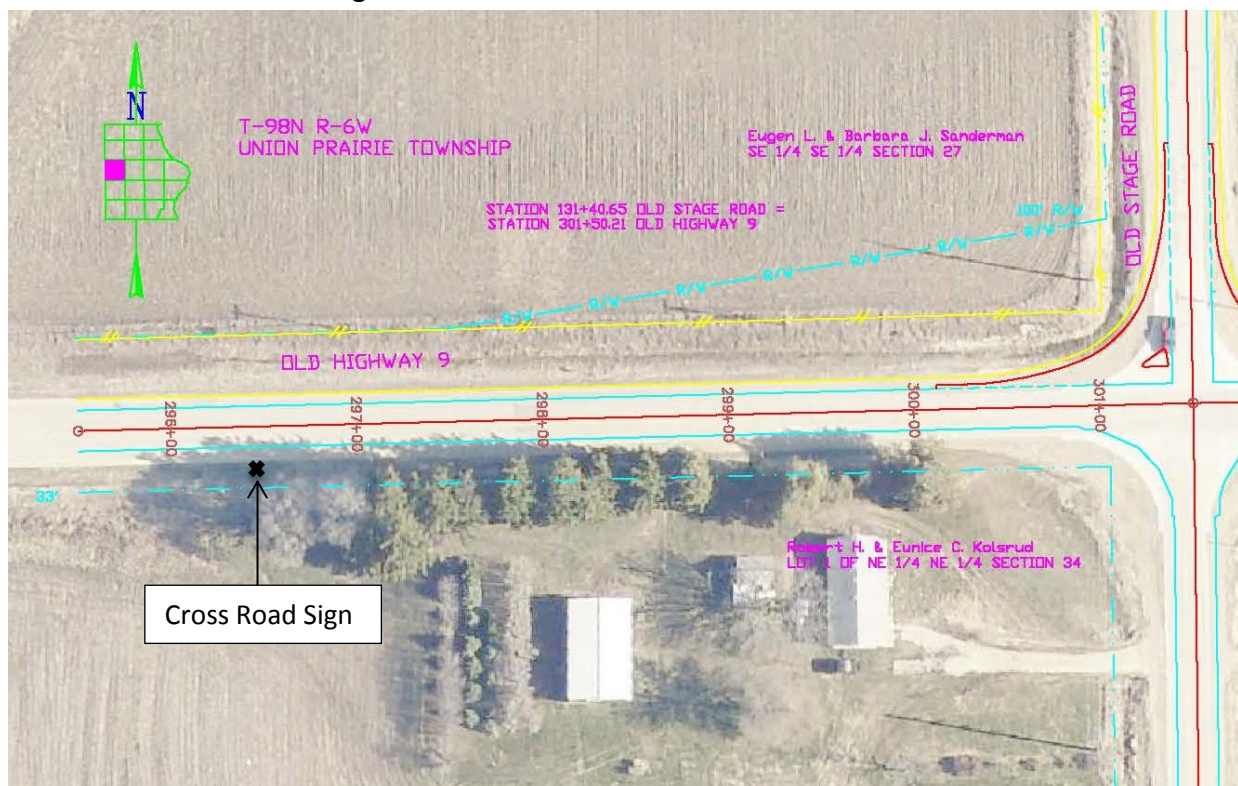 N
T-98N R-6W
UNION PRAIRIE TOWNSHIP
Eugen L. & Barbara J. Sanderman
SE 1/4 SE 1/4 SECTION 27
OLD STAGE ROAD
STATION 131+40.65 OLD STAGE ROAD =
STATION 301+50.21 OLD HIGHWAY 9
100' R/W
R/W
R/W
R/W
R/W
R/W
R/W
OLD HIGHWAY 9
296+00
297+00
298+00
299+00
300+00
301+00
33'
Robert H. & Eunice C. Kolsrud
LOT 1 OF NE 1/4 NE 1/4 SECTION 34
Cross Road Sign